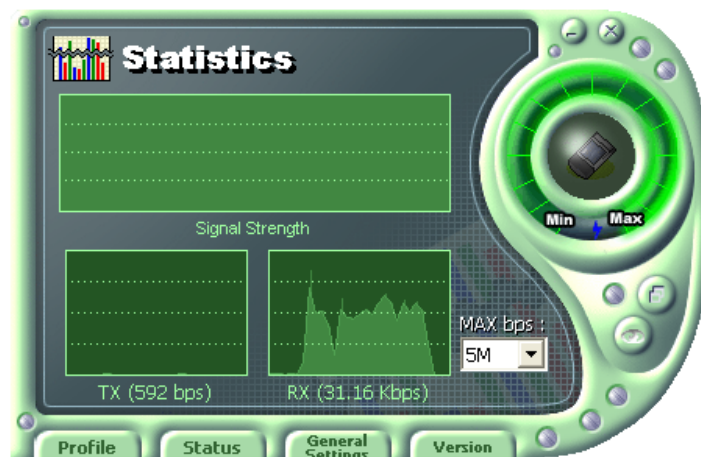 Statistics
Min Max
Signal Strength
MAX bps :
5M
TX (592 bps) RX (31.16 Kbps)
Profile Status General Settings Version